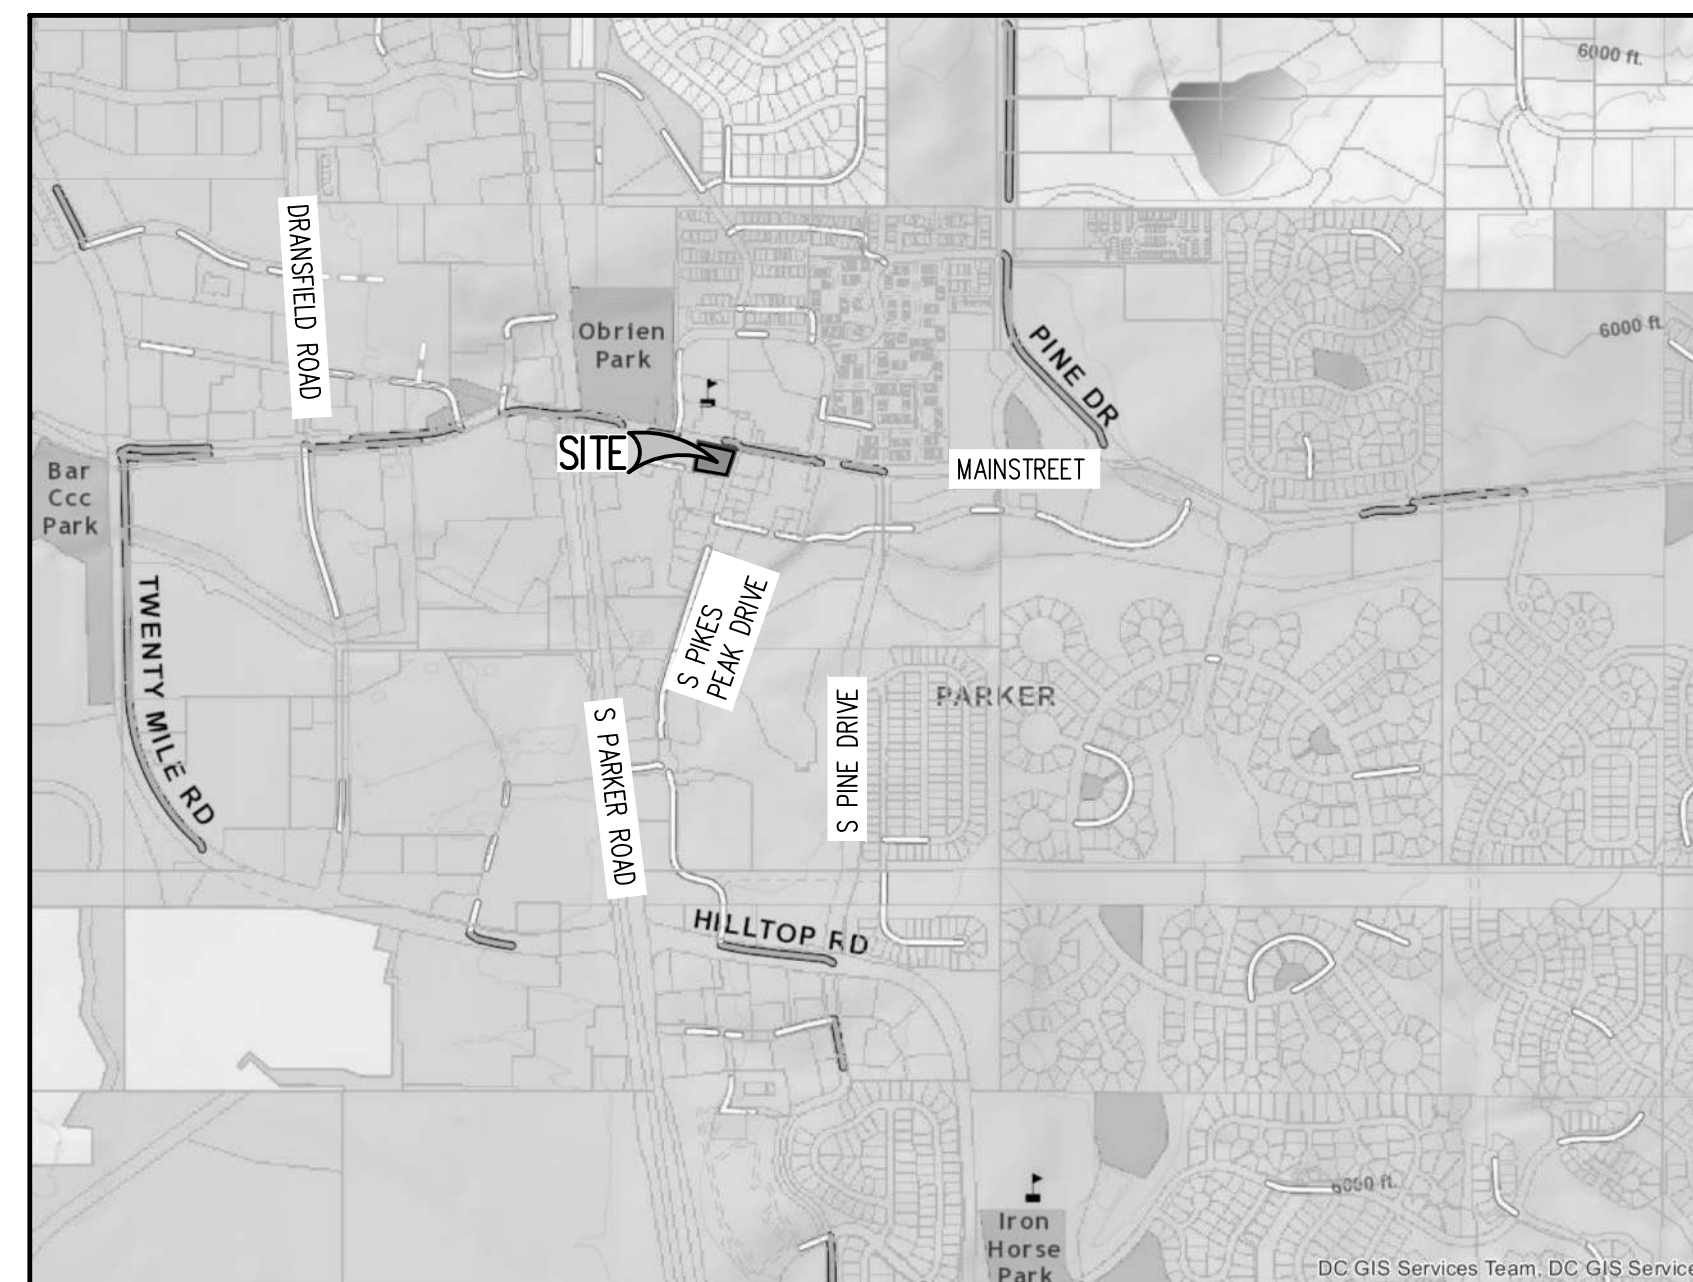 6000 ft.
DRANSFIELD ROAD
Obrien
Park
6000 ft.
PINE DR
SITE
MAINSTREET
Bar
Ccc
Park
TWENTY MILE RD
S PIKES
PEAK DRIVE
PARKER
S PINE DRIVE
S PARKER ROAD
HILLTOP RD
6000 ft.
Iron
Horse
Park
DC GIS Services Team, DC GIS Service